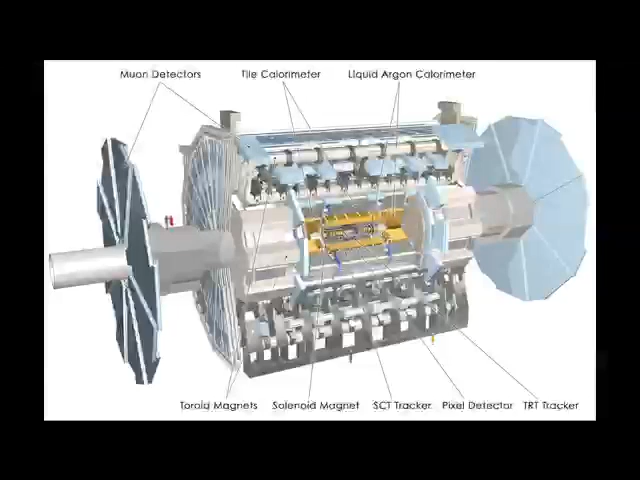 Muon Detectors
Tile Calorimeter
Liquid Argon Calorimeter
Toroid Magnets
Solenoid Magnet
SCT Tracker
Pixel Detector
TRT Tracker